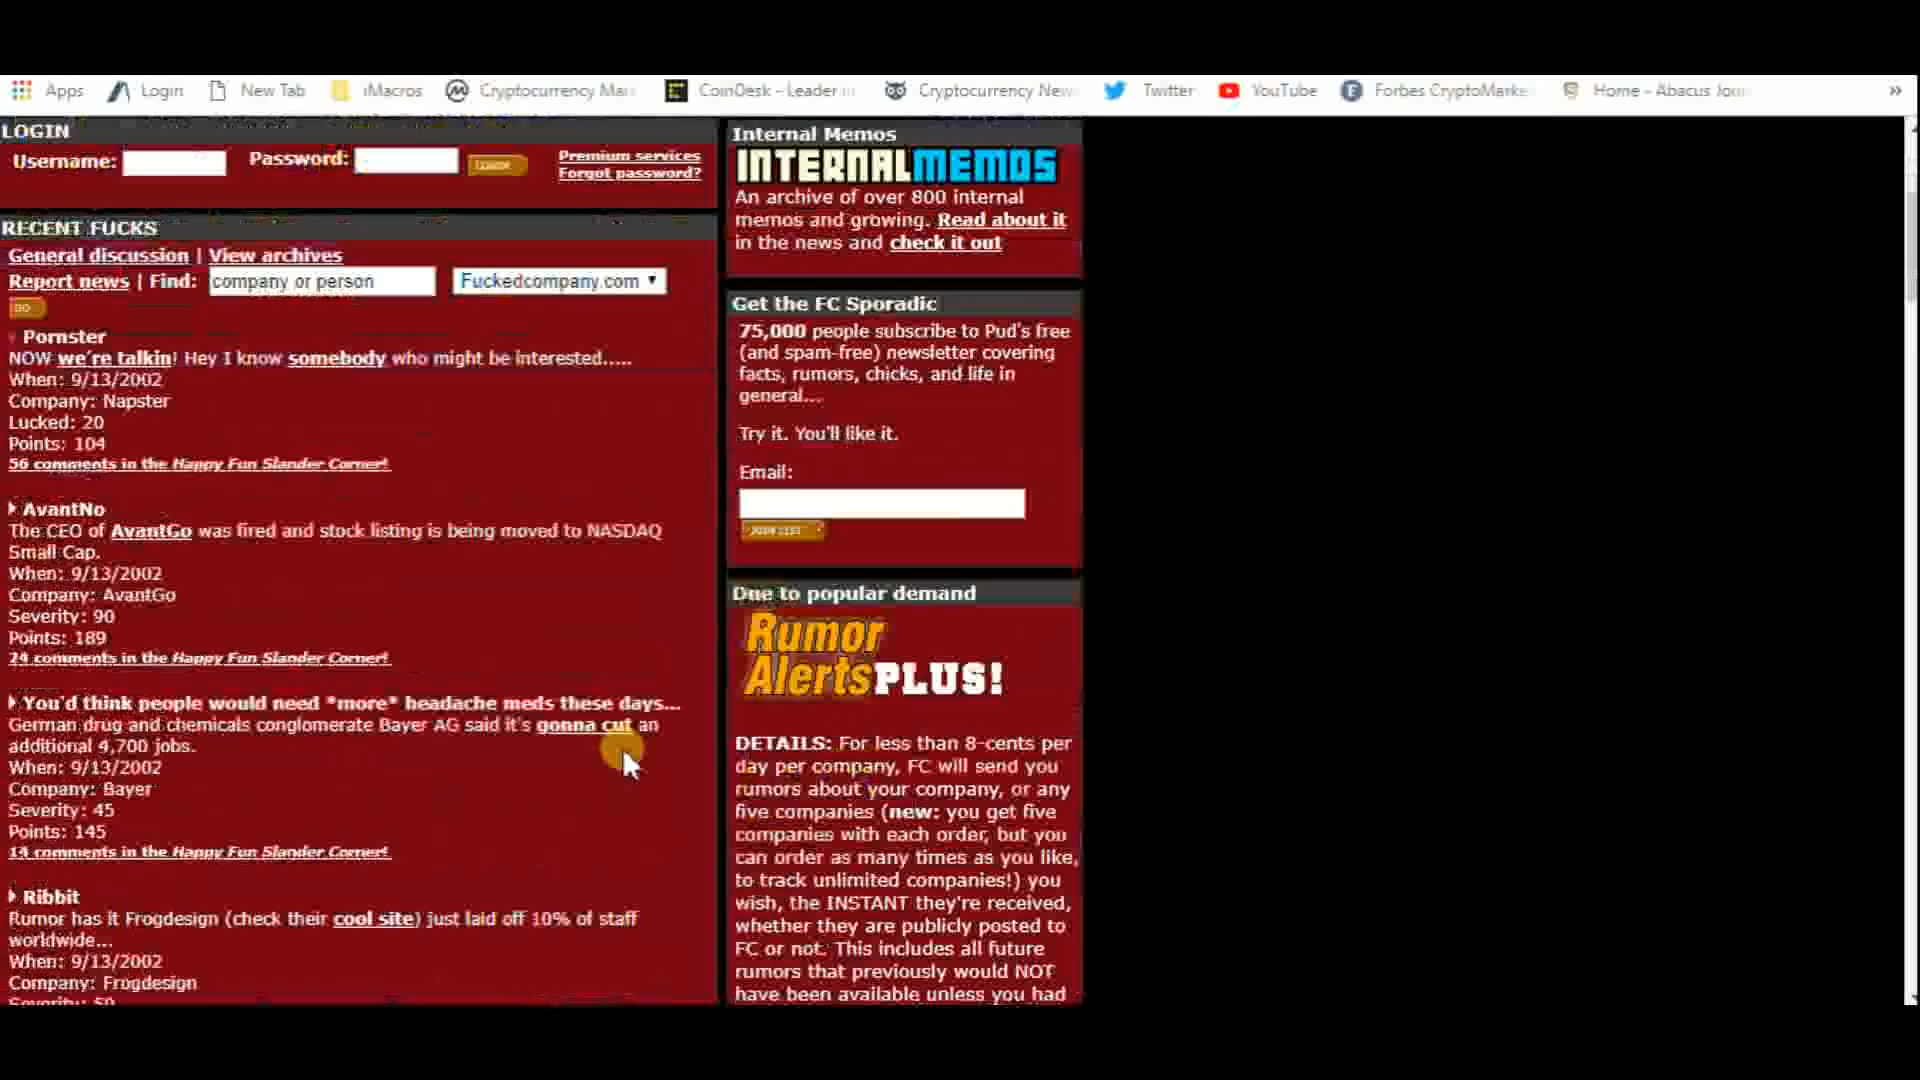 Apps Login New Tab iMacros Cryptocurrency Mar CoinDesk - Leader in Cryptocurrency New Twitter YouTube Forbes CryptoMarke Home - Abacus Jour »
LOGIN
Username: Password: Premium services
Forgot password?
RECENT FUCKS
General discussion | View archives
Report news | Find: company or person Fuckedcompany.com
GO
Pornster
NOW we're talkin! Hey I know somebody who might be interested.....
When: 9/13/2002
Company: Napster
Lucked: 20
Points: 104
56 comments in the Happy Fun Slander Corner!
AvantNo
The CEO of AvantGo was fired and stock listing is being moved to NASDAQ
Small Cap.
When: 9/13/2002
Company: AvantGo
Severity: 90
Points: 189
24 comments in the Happy Fun Slander Corner!
You'd think people would need *more* headache meds these days...
German drug and chemicals conglomerate Bayer AG said it's gonna cut an
additional 4,700 jobs.
When: 9/13/2002
Company: Bayer
Severity: 45
Points: 145
14 comments in the Happy Fun Slander Corner!
Ribbit
Rumor has it Frogdesign (check their cool site) just laid off 10% of staff
worldwide...
When: 9/13/2002
Company: Frogdesign
Severity: 50
Internal Memos
INTERNALMEMOS
An archive of over 800 internal
memos and growing. Read about it
in the news and check it out
Get the FC Sporadic
75,000 people subscribe to Pud's free
(and spam-free) newsletter covering
facts, rumors, chicks, and life in
general...
Try it. You'll like it.
Email:
JOIN LIST
Due to popular demand
Rumor
AlertsPLUS!
DETAILS: For less than 8-cents per
day per company, FC will send you
rumors about your company, or any
five companies (new: you get five
companies with each order, but you
can order as many times as you like,
to track unlimited companies!) you
wish, the INSTANT they're received,
whether they are publicly posted to
FC or not. This includes all future
rumors that previously would NOT
have been available unless you had